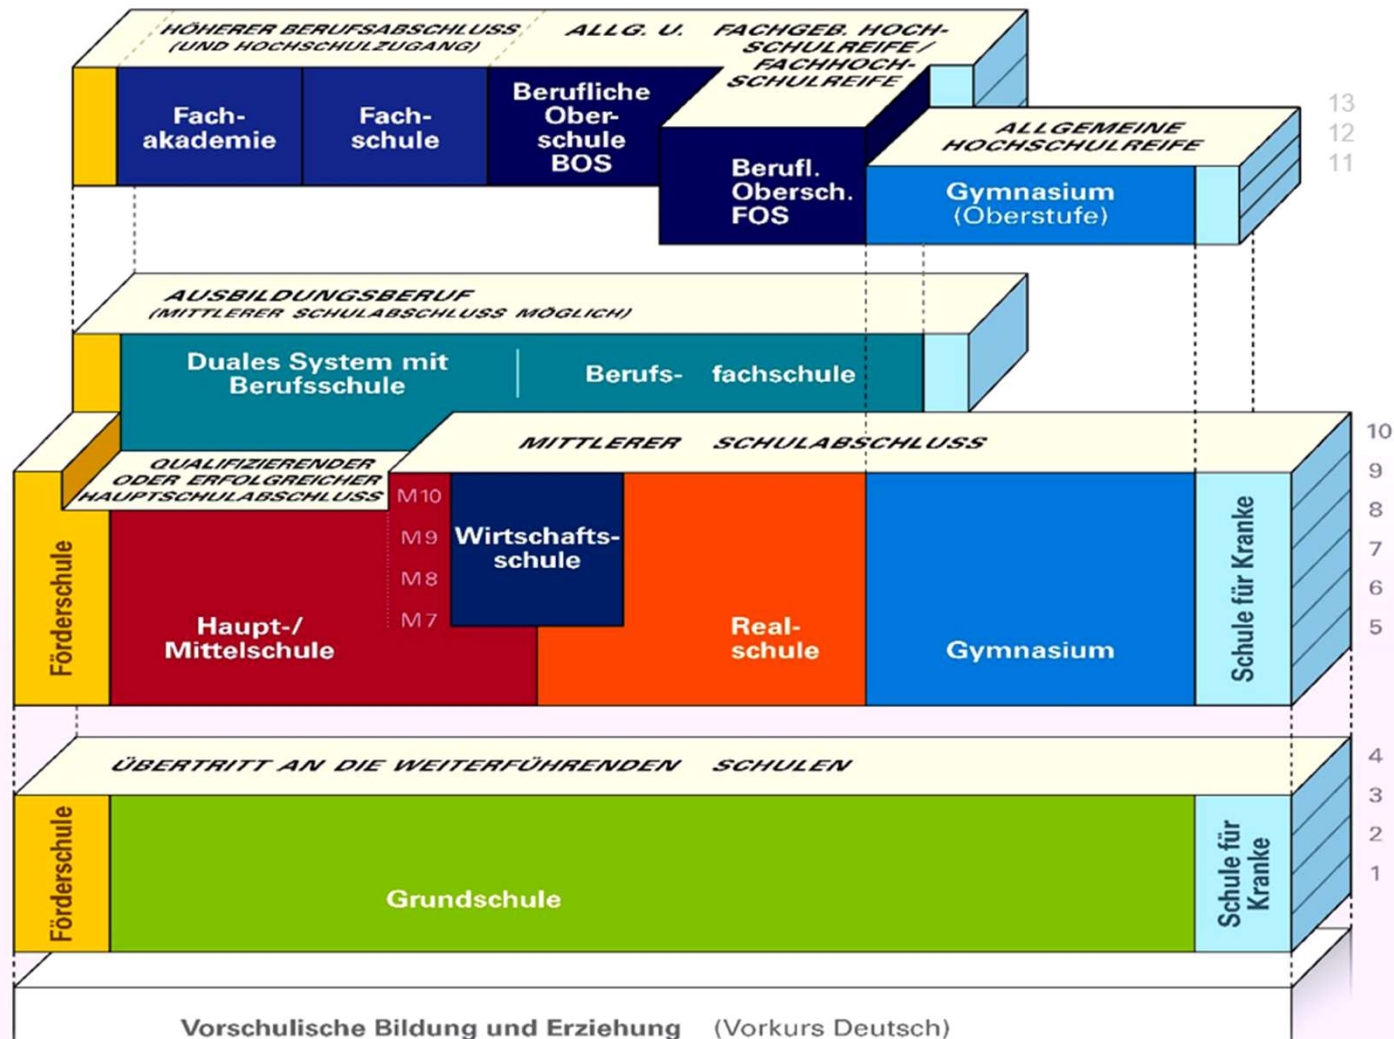 HÖHERER BERUFSABSCHLUSS
(UND HOCHSCHULZUGANG)
ALLG. U. FACHGEB. HOCH-
SCHULREIFE /
FACHHOCH-
SCHULREIFE
Fach-
akademie
Fach-
schule
Berufliche
Ober-
schule
BOS
Berufl.
Obersch.
FOS
ALLGEMEINE
HOCHSCHULREIFE
Gymnasium
(Oberstufe)
13
12
11
AUSBILDUNGSBERUF
(MITTLERER SCHULABSCHLUSS MÖGLICH)
Duales System mit
Berufsschule
Berufs- fachschule
MITTLERER SCHULABSCHLUSS
QUALIFIZIERENDER
ODER ERFOLGREICHER
HAUPTSCHULABSCHLUSS
Förderschule
Haupt-/
Mittelschule
M10
M9
M8
M7
Wirtschafts-
schule
Real-
schule
Gymnasium
Schule für Kranke
10
9
8
7
6
5
ÜBERTRITT AN DIE WEITERFÜHRENDEN SCHULEN
Förderschule
Grundschule
Schule für
Kranke
4
3
2
1
Vorschulische Bildung und Erziehung (Vorkurs Deutsch)